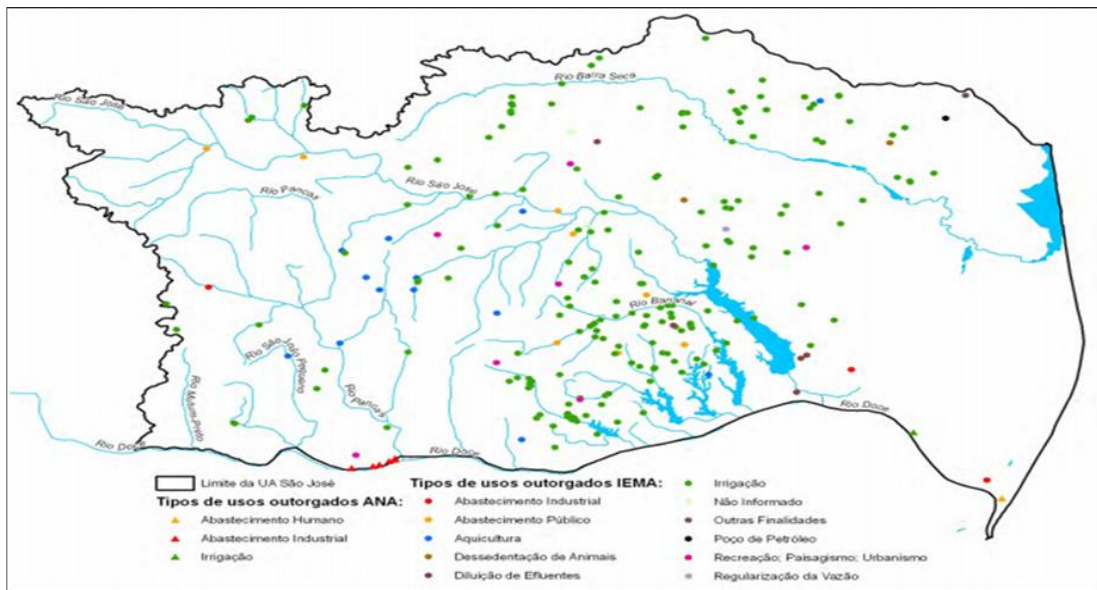 Rio Barra Seca
Rio São José
Rio São José
Rio Pancas
Rio Bananal
Rio São João Pequeno
Rio Mutum-Preto
Rio Pancas
Rio Doce
Rio Doce
Rio Doce
Limite da UA São José
Tipos de usos outorgados ANA:
Abastecimento Humano
Abastecimento Industrial
Irrigação
Tipos de usos outorgados IEMA:
Abastecimento Industrial
Abastecimento Público
Aquicultura
Dessedentação de Animais
Diluição de Efluentes
Irrigação
Não Informado
Outras Finalidades
Poço de Petróleo
Recreação; Paisagismo; Urbanismo
Regularização da Vazão